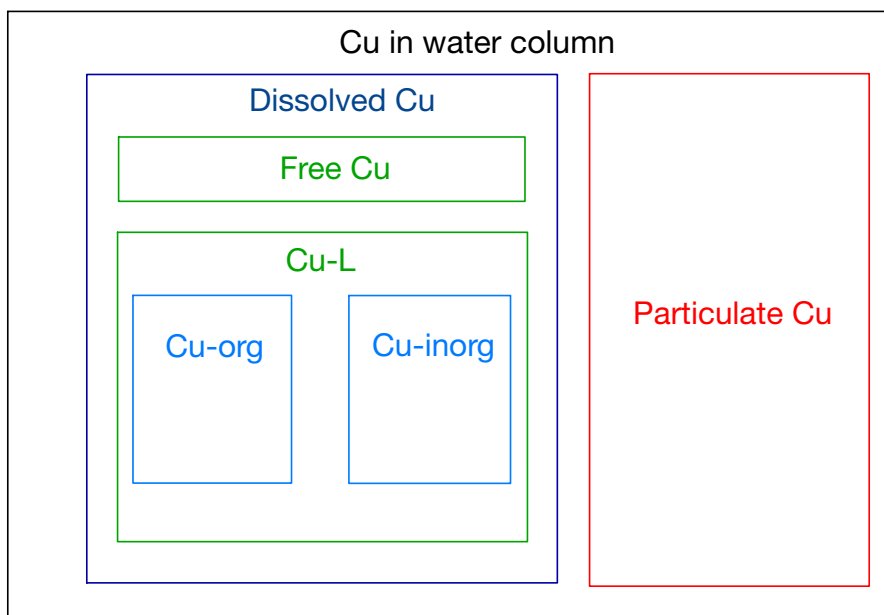 Cu in water column
Dissolved Cu
Free Cu
Cu-L
Cu-org
Cu-inorg
Particulate Cu